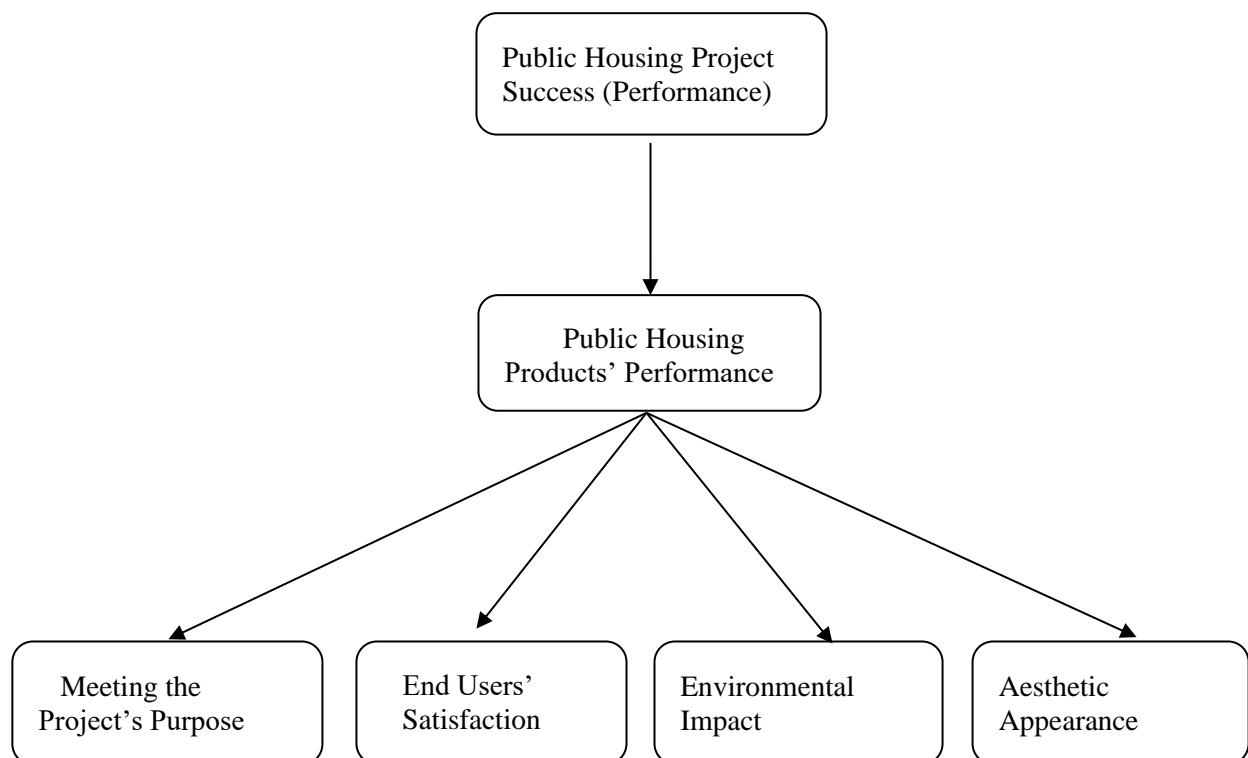 Public Housing Project
Success (Performance)
Public Housing
Products’ Performance
Meeting the
Project’s Purpose
End Users’
Satisfaction
Environmental
Impact
Aesthetic
Appearance